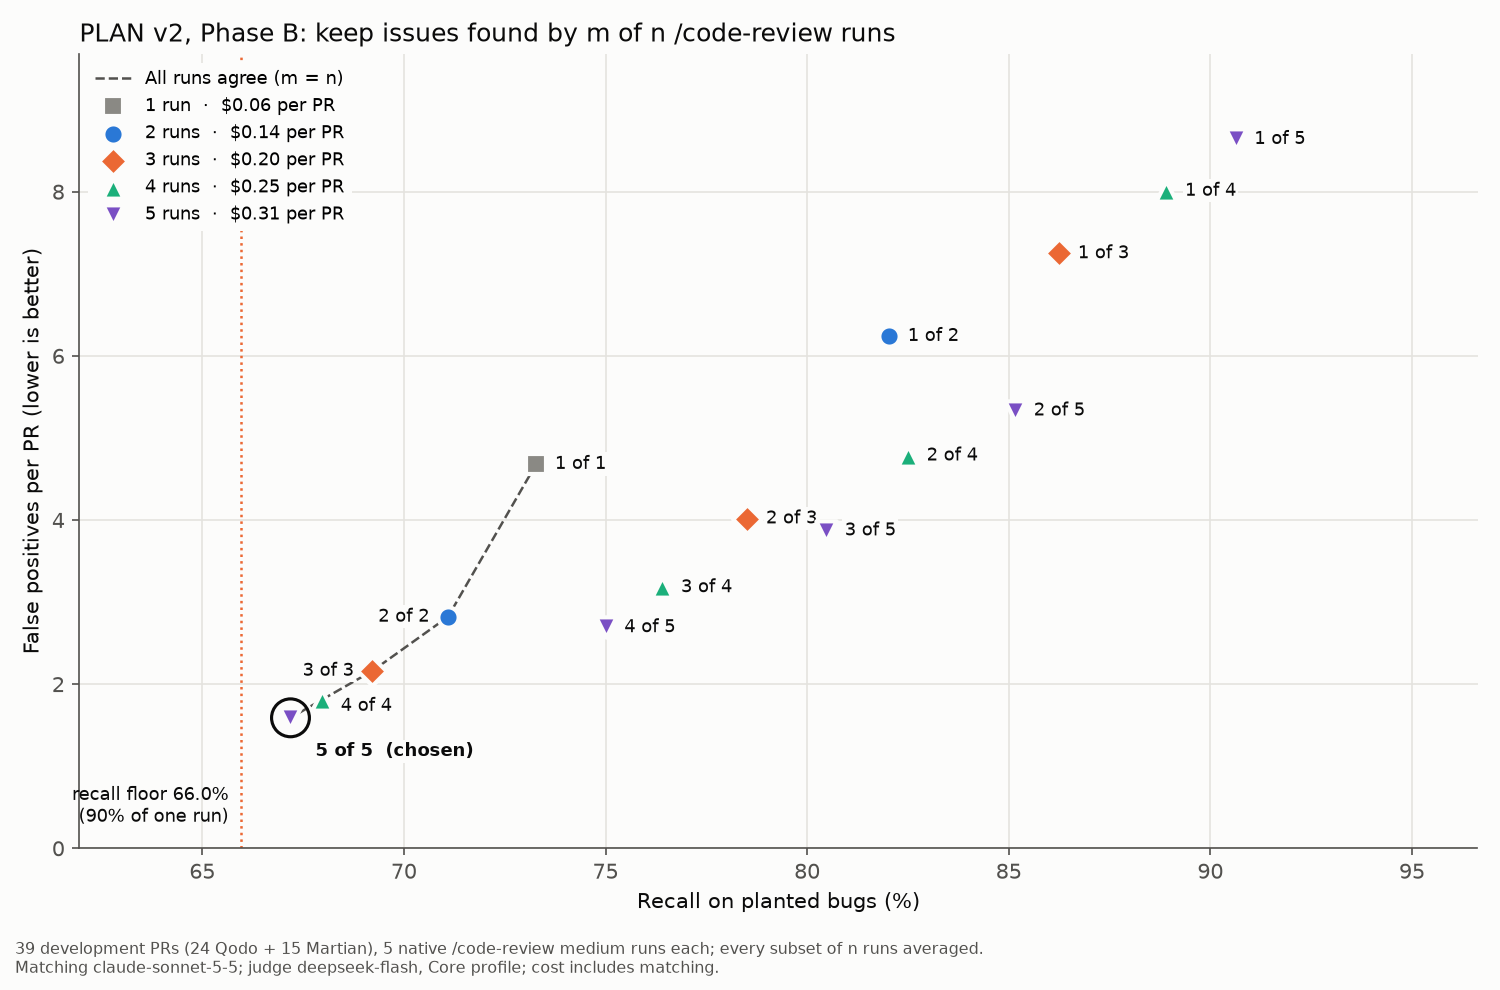 PLAN v2, Phase B: keep issues found by m of n /code-review runs
All runs agree (m = n)
1 run · $0.06 per PR
2 runs · $0.14 per PR
3 runs · $0.20 per PR
4 runs · $0.25 per PR
5 runs · $0.31 per PR
False positives per PR (lower is better)
8
6
4
2
0
1 of 5
1 of 4
1 of 3
1 of 2
2 of 5
2 of 4
1 of 1
2 of 3
3 of 5
3 of 4
2 of 2
4 of 5
3 of 3
4 of 4
5 of 5 (chosen)
recall floor 66.0%
(90% of one run)
65 70 75 80 85 90 95
Recall on planted bugs (%)
39 development PRs (24 Qodo + 15 Martian), 5 native /code-review medium runs each; every subset of n runs averaged.
Matching claude-sonnet-5-5; judge deepseek-flash, Core profile; cost includes matching.